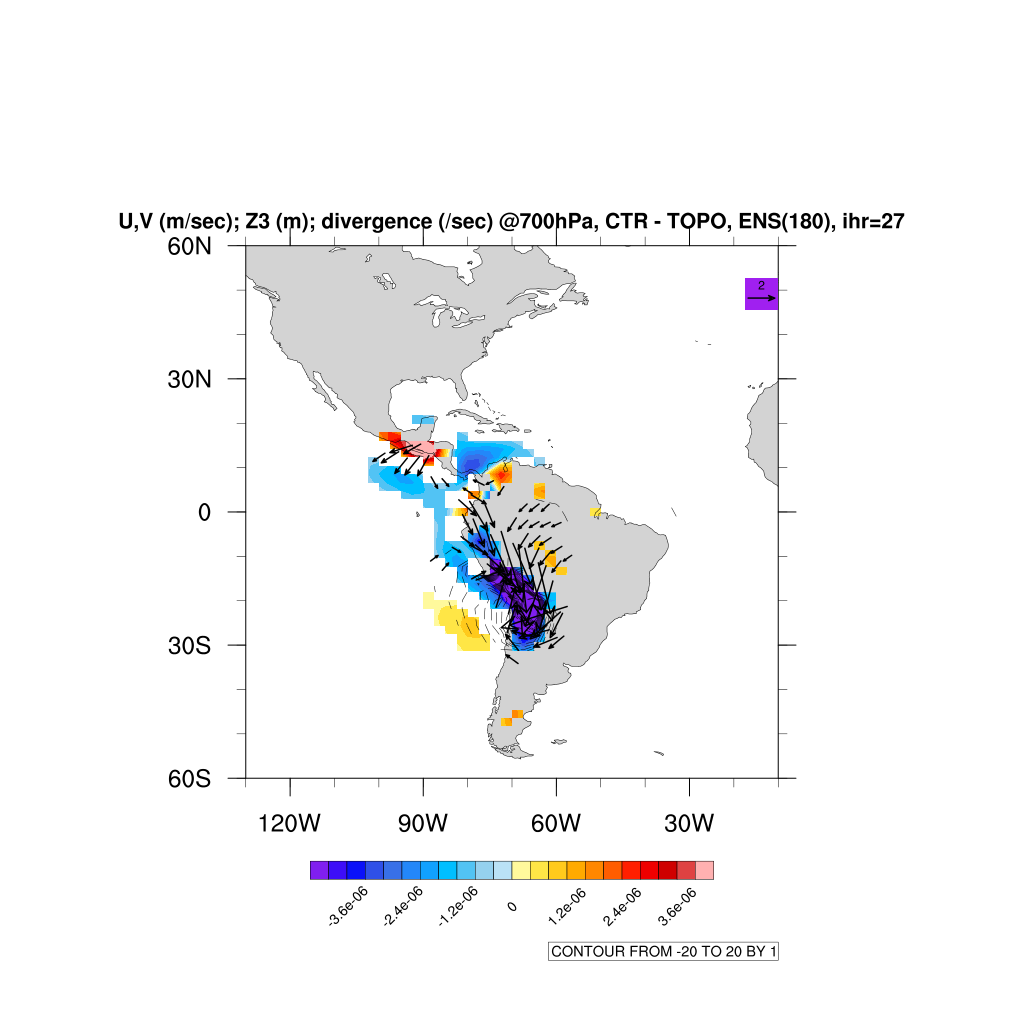 U,V (m/sec); Z3 (m); divergence (/sec) @700hPa, CTR - TOPO, ENS(180), ihr=27
60N
2
30N
0
30S
60S
120W 90W 60W 30W
-3.6e-06 -2.4e-06 -1.2e-06 0 1.2e-06 2.4e-06 3.6e-06
CONTOUR FROM -20 TO 20 BY 1